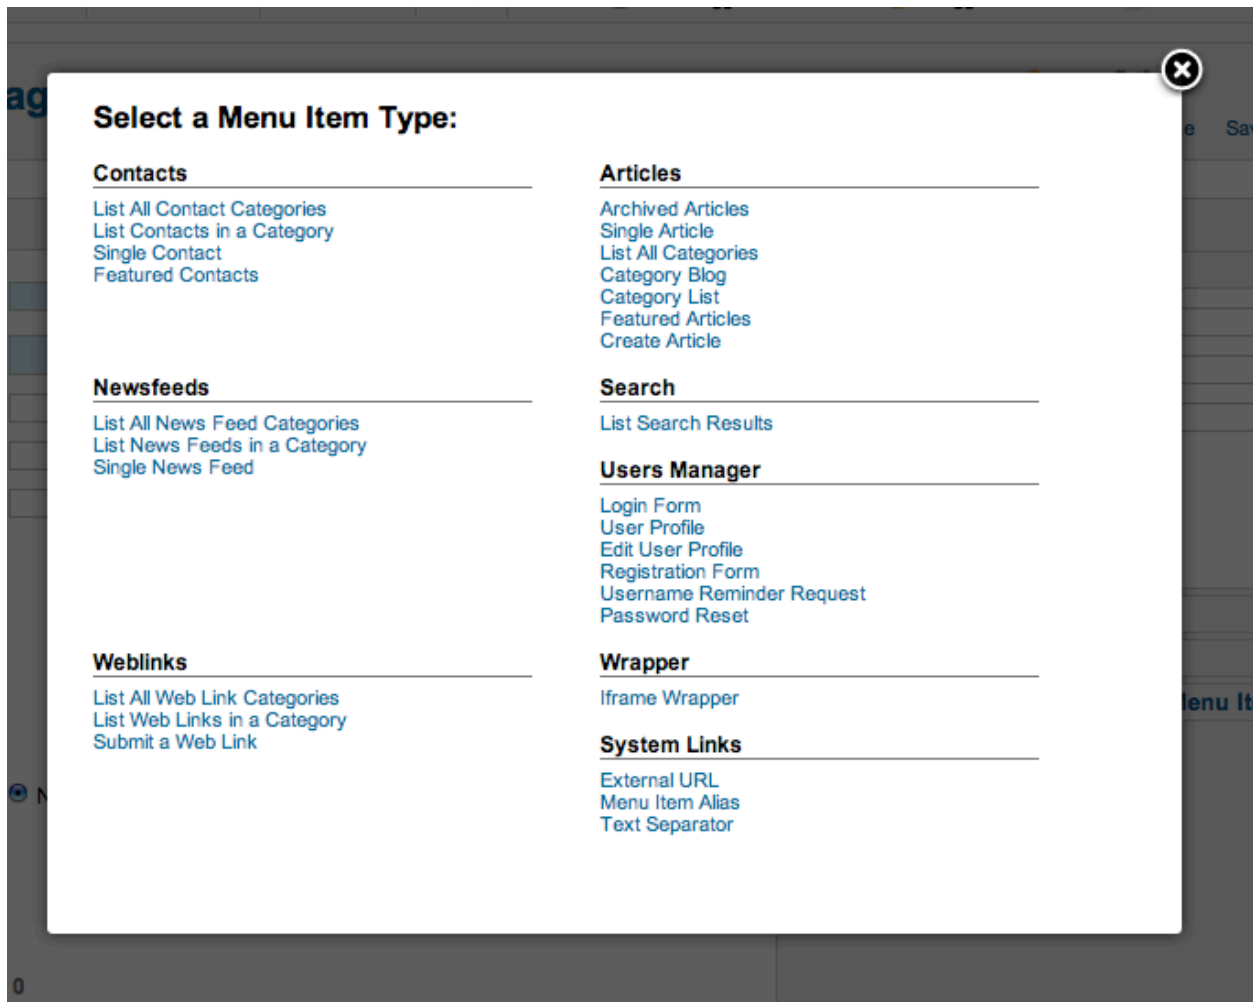 Select a Menu Item Type:
Contacts
List All Contact Categories
List Contacts in a Category
Single Contact
Featured Contacts
Articles
Archived Articles
Single Article
List All Categories
Category Blog
Category List
Featured Articles
Create Article
Newsfeeds
List All News Feed Categories
List News Feeds in a Category
Single News Feed
Search
List Search Results
Users Manager
Login Form
User Profile
Edit User Profile
Registration Form
Username Reminder Request
Password Reset
Weblinks
List All Web Link Categories
List Web Links in a Category
Submit a Web Link
Wrapper
Iframe Wrapper
System Links
External URL
Menu Item Alias
Text Separator
0